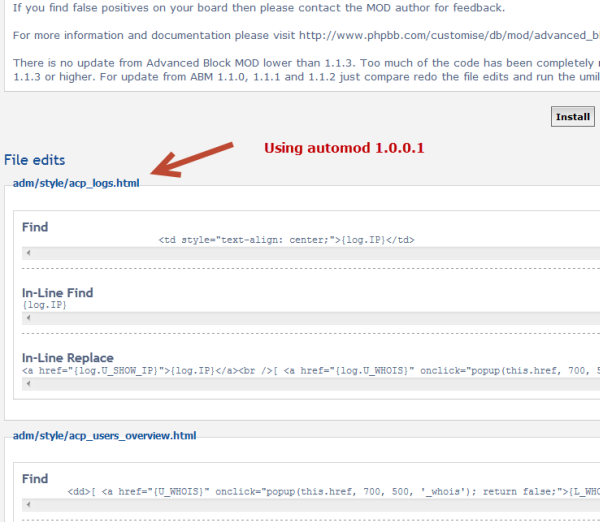 If you find false positives on your board then please contact the MOD author for feedback.
For more information and documentation please visit http://www.phpbb.com/customise/db/mod/advanced_bl
There is no update from Advanced Block MOD lower than 1.1.3. Too much of the code has been completely
1.1.3 or higher. For update from ABM 1.1.0, 1.1.1 and 1.1.2 just compare redo the file edits and run the umil
Install
Using automod 1.0.0.1
File edits
adm/style/acp_logs.html
Find
<td style="text-align: center;">{log.IP}</td>
In-Line Find
{log.IP}
In-Line Replace
<a href="{log.U_SHOW_IP}">{log.IP}</a><br />[ <a href="{log.U_WHOIS}" onclick="popup(this.href, 700, 5
adm/style/acp_users_overview.html
Find
<dd>[ <a href="{U_WHOIS}" onclick="popup(this.href, 700, 500, '_whois'); return false;">{L_WHO